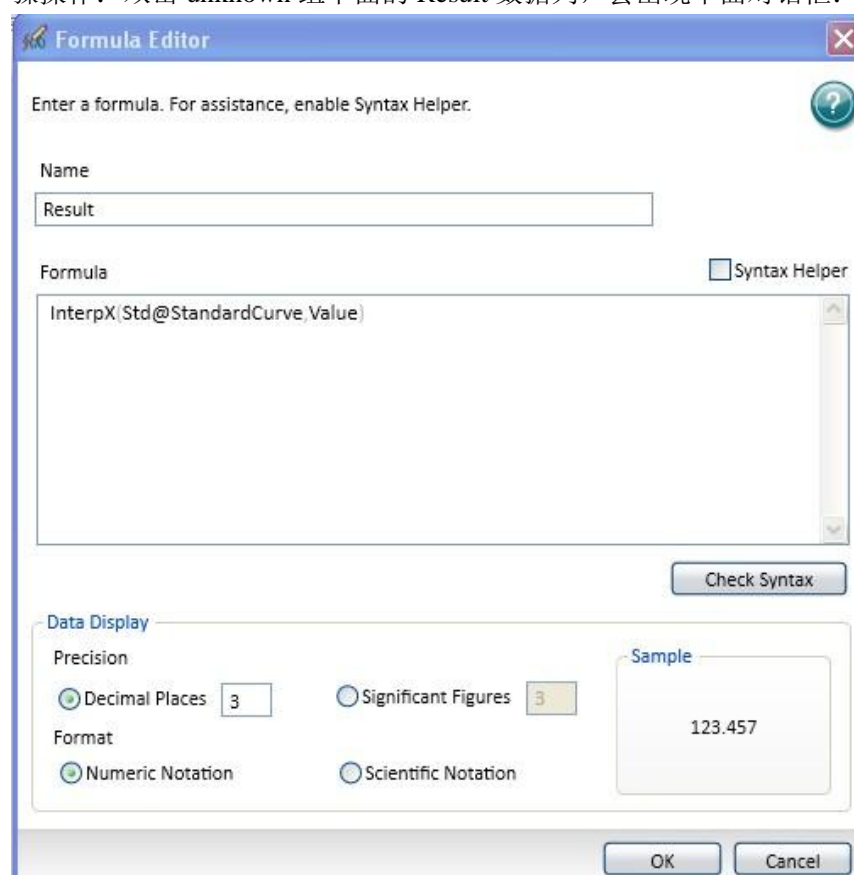 Formula Editor
Enter a formula. For assistance, enable Syntax Helper.
?
Name
Result
Formula
Syntax Helper
InterpX(Std@StandardCurve,Value)
Check Syntax
Data Display
Precision
Sample
Decimal Places 3
Significant Figures 3
123.457
Format
Numeric Notation
Scientific Notation
OK
Cancel